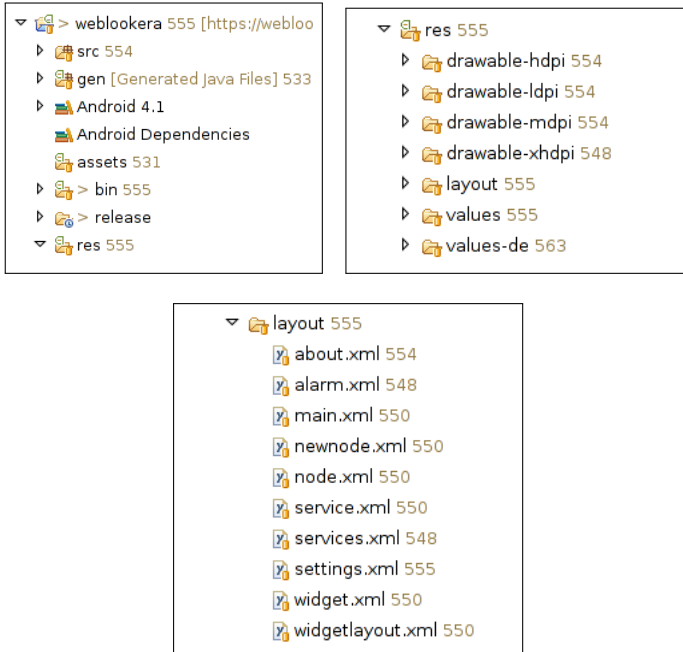 > weblookera 555 [https://webloo
src 554
gen [Generated Java Files] 533
Android 4.1
Android Dependencies
assets 531
> bin 555
> release
res 555
res 555
drawable-hdpi 554
drawable-ldpi 554
drawable-mdpi 554
drawable-xhdpi 548
layout 555
values 555
values-de 563
layout 555
about.xml 554
alarm.xml 548
main.xml 550
newnode.xml 550
node.xml 550
service.xml 550
services.xml 548
settings.xml 555
widget.xml 550
widgetlayout.xml 550